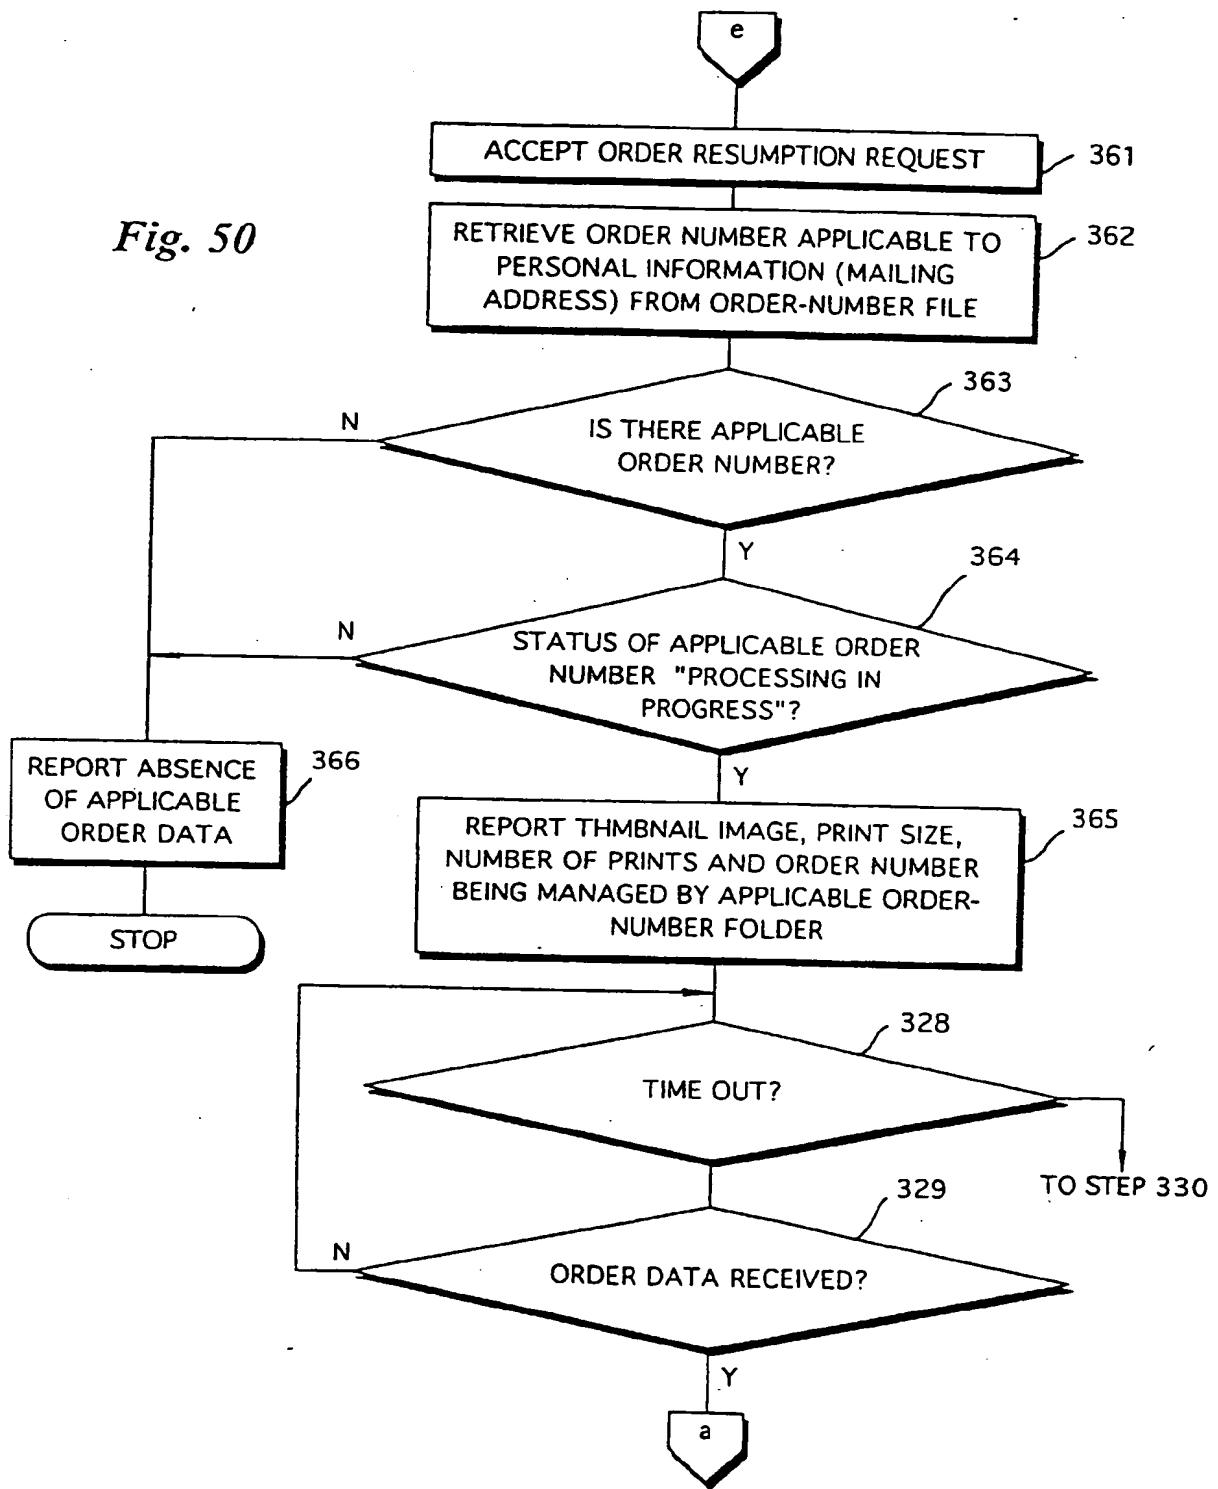 e
ACCEPT ORDER RESUMPTION REQUEST
361
Fig. 50
RETRIEVE ORDER NUMBER APPLICABLE TO
PERSONAL INFORMATION (MAILING
ADDRESS) FROM ORDER-NUMBER FILE
362
363
N
IS THERE APPLICABLE
ORDER NUMBER?
Y
364
N
STATUS OF APPLICABLE ORDER
NUMBER "PROCESSING IN
PROGRESS"?
Y
REPORT ABSENCE
OF APPLICABLE
ORDER DATA
366
STOP
REPORT THMBNAIL IMAGE, PRINT SIZE,
NUMBER OF PRINTS AND ORDER NUMBER
BEING MANAGED BY APPLICABLE ORDER-
NUMBER FOLDER
365
328
TIME OUT?
TO STEP 330
329
N
ORDER DATA RECEIVED?
Y
a